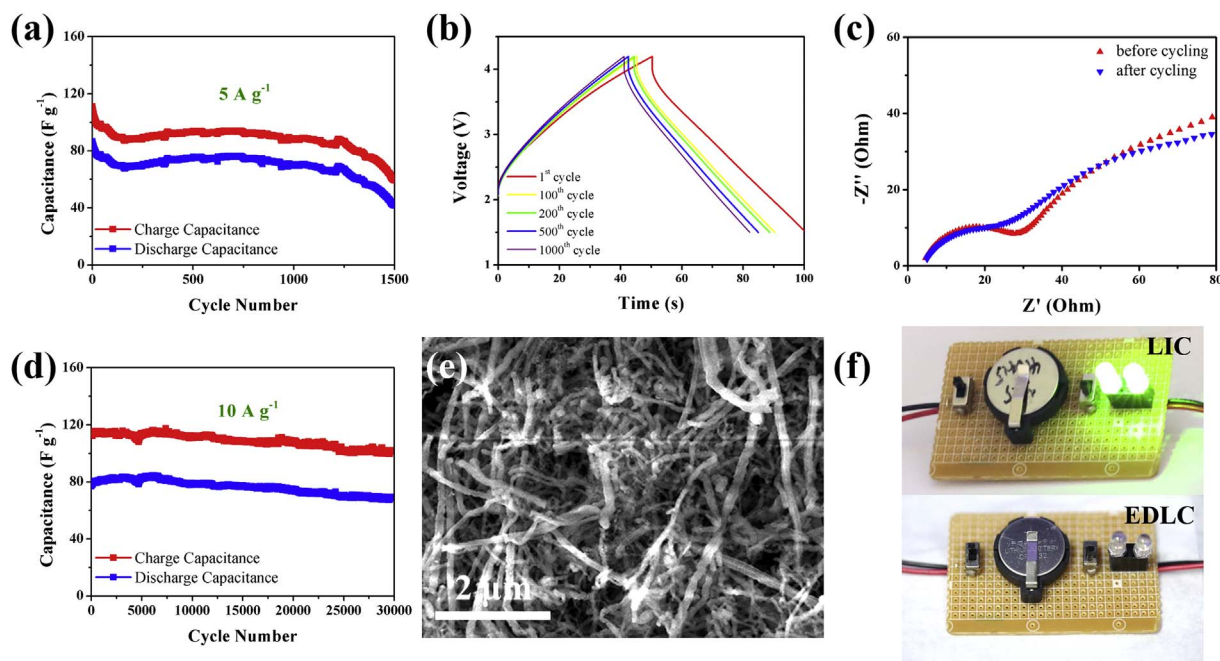 (a)
160
120
80
40
0
0
500
1000
1500
5 A g⁻¹
Charge Capacitance
Discharge Capacitance
Capacitance (F g⁻¹)
Cycle Number
(b)
4
3
2
1
0
20
40
60
80
100
1ˢᵗ cycle
100ᵗʰ cycle
200ᵗʰ cycle
500ᵗʰ cycle
1000ᵗʰ cycle
Voltage (V)
Time (s)
(c)
60
40
20
0
0
20
40
60
80
before cycling
after cycling
-Z'' (Ohm)
Z' (Ohm)
(d)
160
120
80
40
0
0
5000
10000
15000
20000
25000
30000
10 A g⁻¹
Charge Capacitance
Discharge Capacitance
Capacitance (F g⁻¹)
Cycle Number
(e)
2 μm
(f)
LIC
EDLC